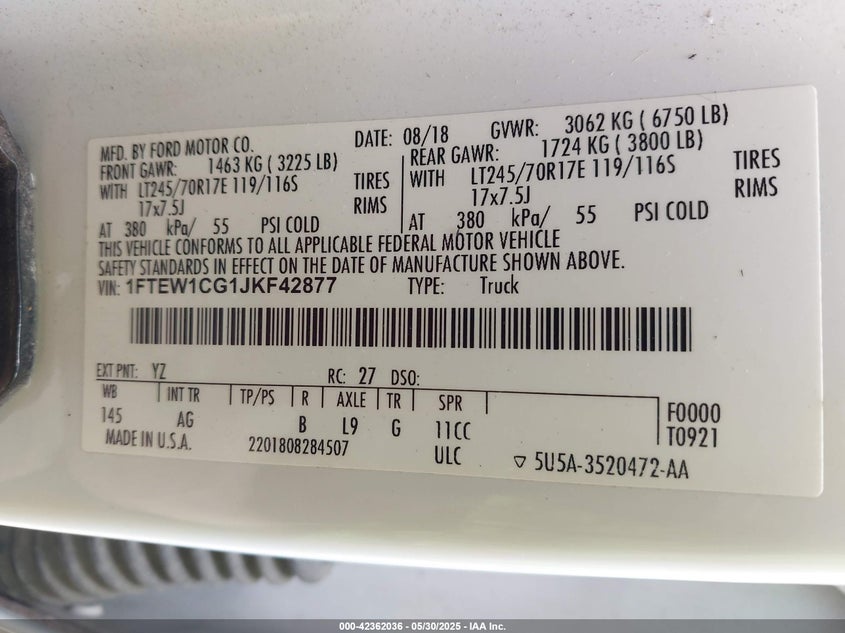 MFD. BY FORD MOTOR CO. DATE: 08/18 GVWR: 3062 KG ( 6750 LB)
FRONT GAWR: 1463 KG ( 3225 LB) REAR GAWR: 1724 KG ( 3800 LB)
WITH LT245/70R17E 119/116S TIRES WITH LT245/70R17E 119/116S TIRES
17x7.5J RIMS 17x7.5J RIMS
AT 380 kPa/ 55 PSI COLD AT 380 kPa/ 55 PSI COLD
THIS VEHICLE CONFORMS TO ALL APPLICABLE FEDERAL MOTOR VEHICLE
SAFETY STANDARDS IN EFFECT ON THE DATE OF MANUFACTURE SHOWN ABOVE.
VIN: 1FTEW1CG1JKF42877 TYPE: Truck
EXT PNT: YZ RC: 27 DSO:
WB INT TR TP/PS R AXLE TR SPR
145 AG B L9 G 11CC F0000
MADE IN U.S.A. 2201808284507 ULC T0921
5U5A-3520472-AA
000-42362036 - 05/30/2025 - IAA Inc.